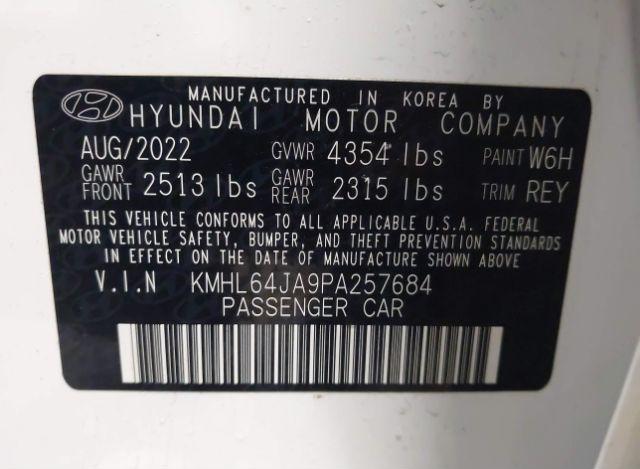 MANUFACTURED IN KOREA BY
HYUNDAI MOTOR COMPANY
AUG/2022 GVWR 4354 lbs PAINT W6H
GAWR FRONT 2513 lbs GAWR REAR 2315 lbs TRIM REY
THIS VEHICLE CONFORMS TO ALL APPLICABLE U.S.A. FEDERAL
MOTOR VEHICLE SAFETY, BUMPER, AND THEFT PREVENTION STANDARDS
IN EFFECT ON THE DATE OF MANUFACTURE SHOWN ABOVE.
V.I.N KMHL64JA9PA257684
PASSENGER CAR